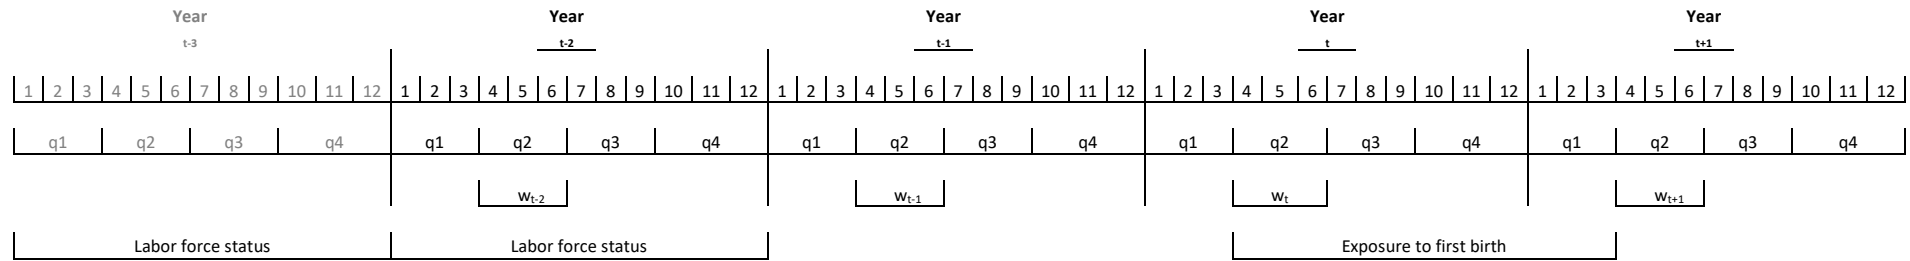 Year Year Year Year Year
t-3 t-2 t-1 t t+1
1 2 3 4 5 6 7 8 9 10 11 12 1 2 3 4 5 6 7 8 9 10 11 12 1 2 3 4 5 6 7 8 9 10 11 12 1 2 3 4 5 6 7 8 9 10 11 12 1 2 3 4 5 6 7 8 9 10 11 12
q1 q2 q3 q4 q1 q2 q3 q4 q1 q2 q3 q4 q1 q2 q3 q4 q1 q2 q3 q4
wt-2 wt-1 wt wt+1
Labor force status Labor force status Exposure to first birth